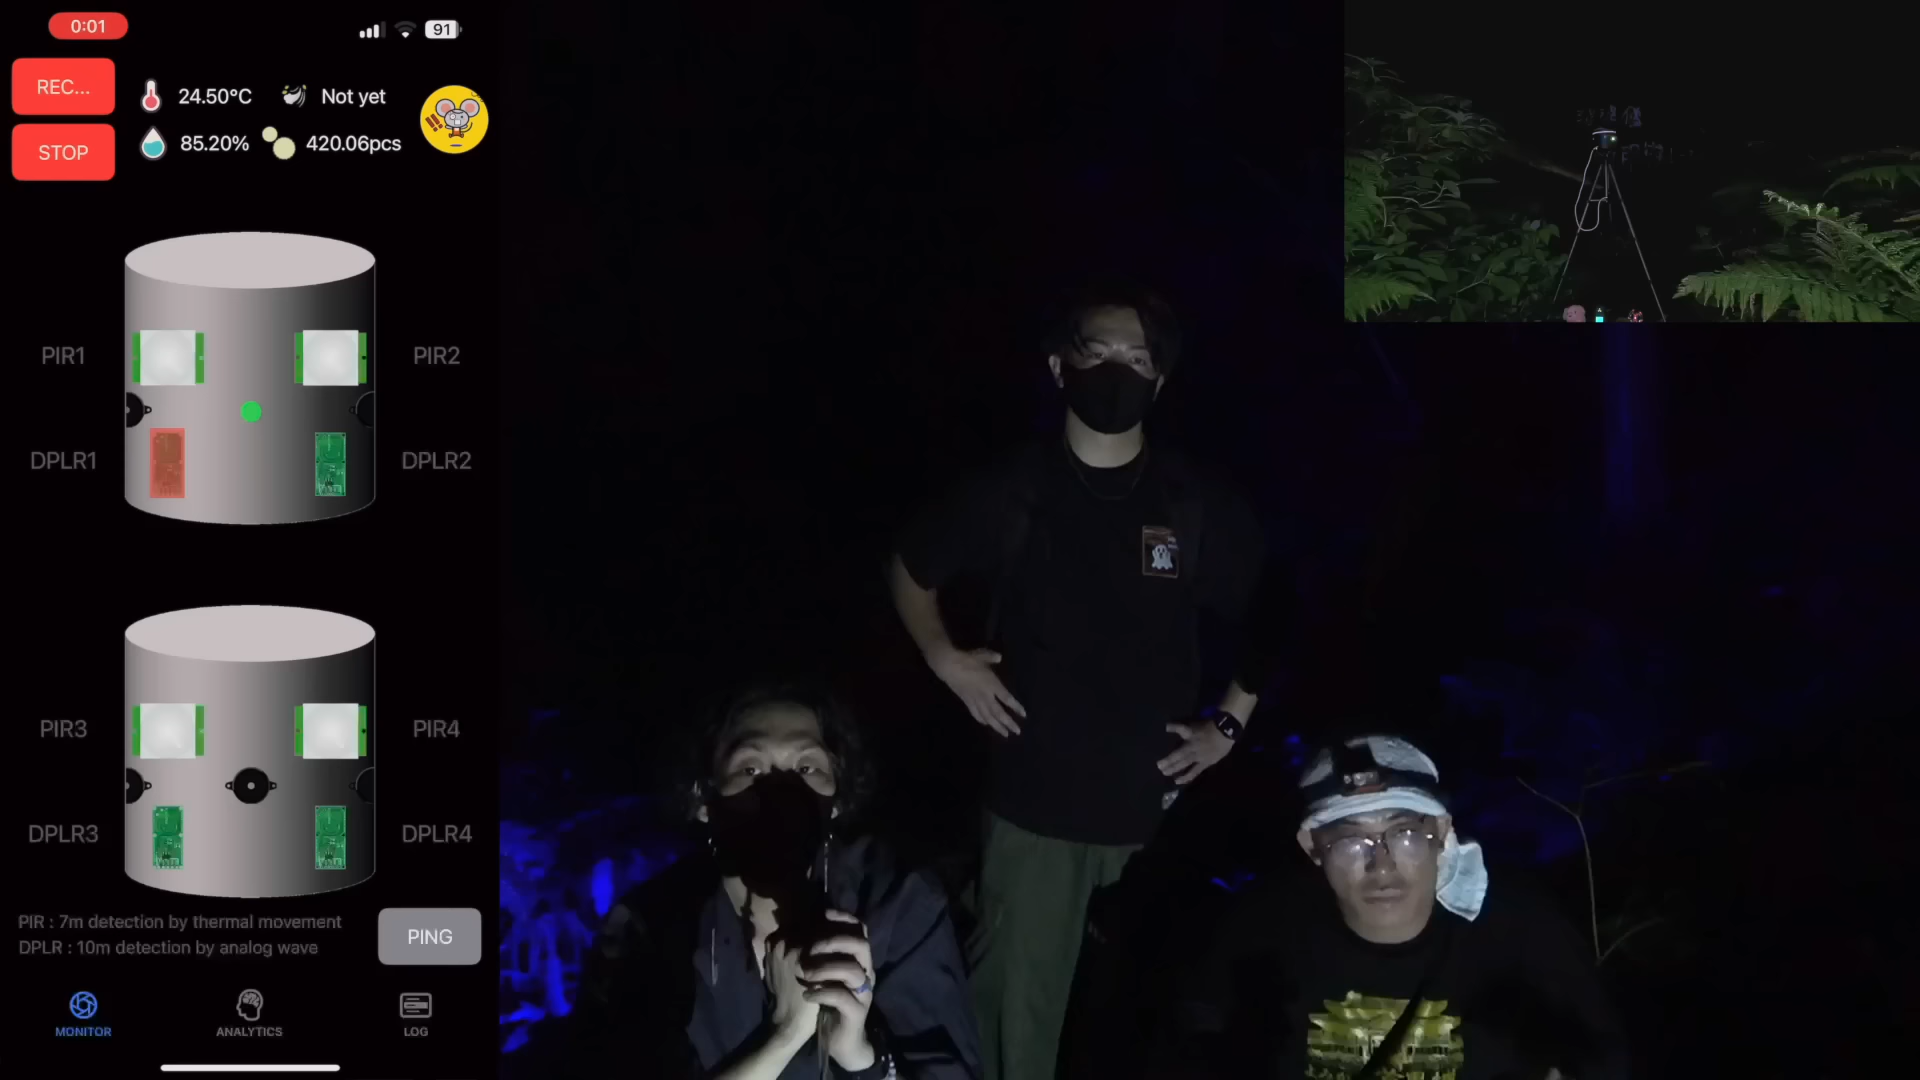 0:01
91
REC...
24.50°C
Not yet
STOP
85.20%
420.06pcs
PIR1
PIR2
DPLR1
DPLR2
PIR3
PIR4
DPLR3
DPLR4
PIR : 7m detection by thermal movement
DPLR : 10m detection by analog wave
PING
MONITOR
ANALYTICS
LOG